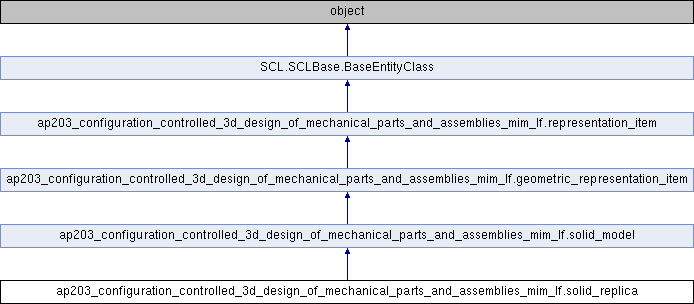 object
SCL.SCLBase.BaseEntityClass
ap203_configuration_controlled_3d_design_of_mechanical_parts_and_assemblies_mim_lf.representation_item
ap203_configuration_controlled_3d_design_of_mechanical_parts_and_assemblies_mim_lf.geometric_representation_item
ap203_configuration_controlled_3d_design_of_mechanical_parts_and_assemblies_mim_lf.solid_model
ap203_configuration_controlled_3d_design_of_mechanical_parts_and_assemblies_mim_lf.solid_replica